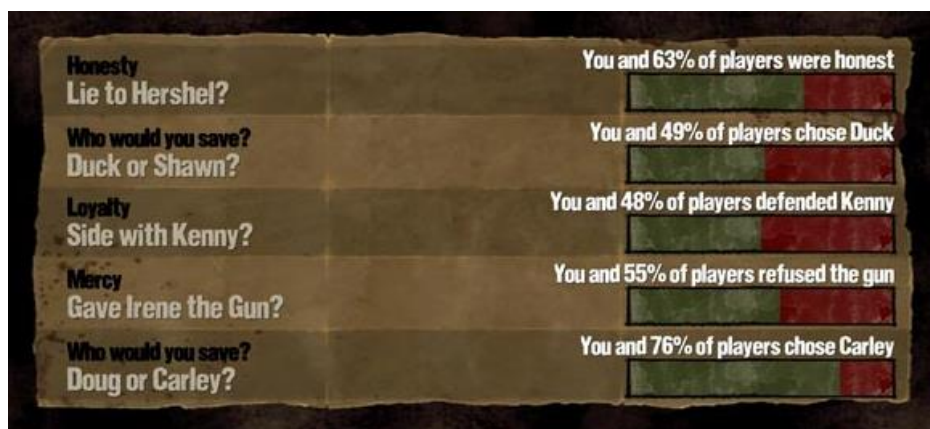 Honesty
Lie to Hershel?
You and 63% of players were honest
Who would you save?
Duck or Shawn?
You and 49% of players chose Duck
Loyalty
Side with Kenny?
You and 48% of players defended Kenny
Mercy
Gave Irene the Gun?
You and 55% of players refused the gun
Who would you save?
Doug or Carley?
You and 76% of players chose Carley